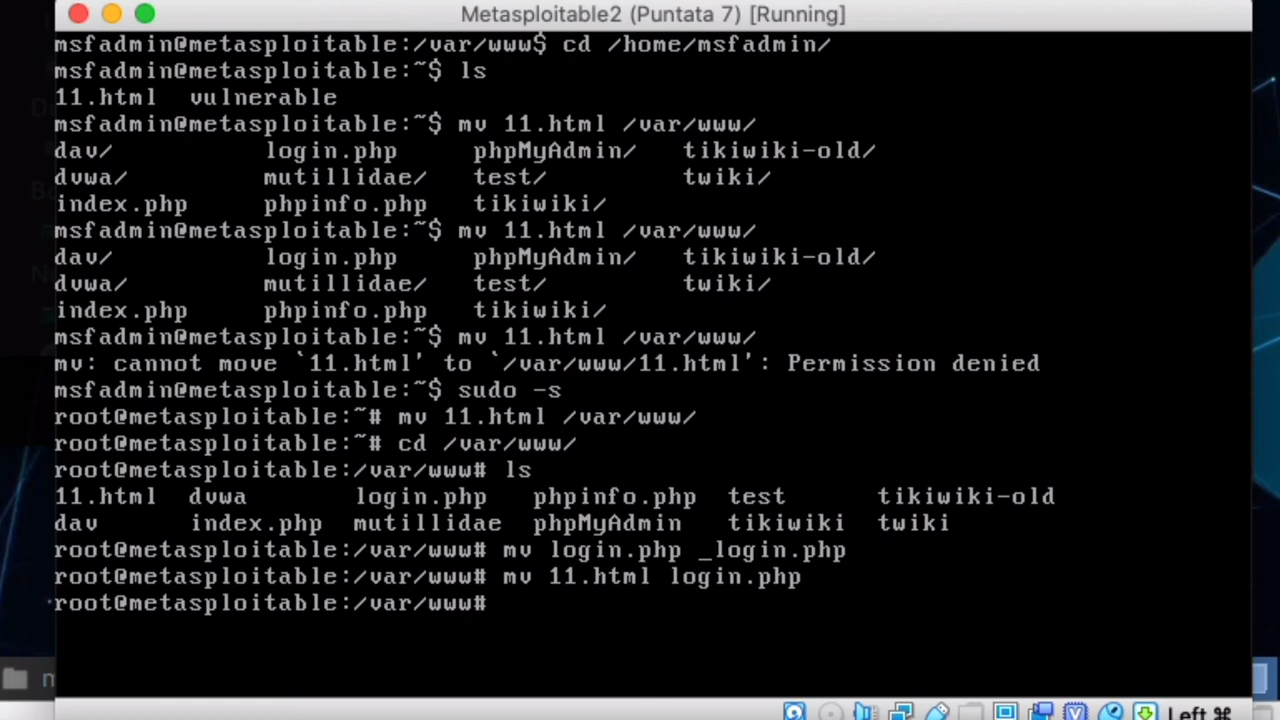 Metasploitable2 (Puntata 7) [Running]
msfadmin@metasploitable:/var/www$ cd /home/msfadmin/
msfadmin@metasploitable:~$ ls
11.html  vulnerable
msfadmin@metasploitable:~$ mv 11.html /var/www/
dav/          login.php     phpMyAdmin/   tikiwiki-old/
dvwa/         mutillidae/   test/         twiki/
index.php     phpinfo.php   tikiwiki/
msfadmin@metasploitable:~$ mv 11.html /var/www/
dav/          login.php     phpMyAdmin/   tikiwiki-old/
dvwa/         mutillidae/   test/         twiki/
index.php     phpinfo.php   tikiwiki/
msfadmin@metasploitable:~$ mv 11.html /var/www/
mv: cannot move `11.html' to `/var/www/11.html': Permission denied
msfadmin@metasploitable:~$ sudo -s
root@metasploitable:~# mv 11.html /var/www/
root@metasploitable:~# cd /var/www/
root@metasploitable:/var/www# ls
11.html  dvwa       login.php   phpinfo.php  test      tikiwiki-old
dav      index.php  mutillidae  phpMyAdmin   tikiwiki  twiki
root@metasploitable:/var/www# mv login.php _login.php
root@metasploitable:/var/www# mv 11.html login.php
root@metasploitable:/var/www#
Left ⌘